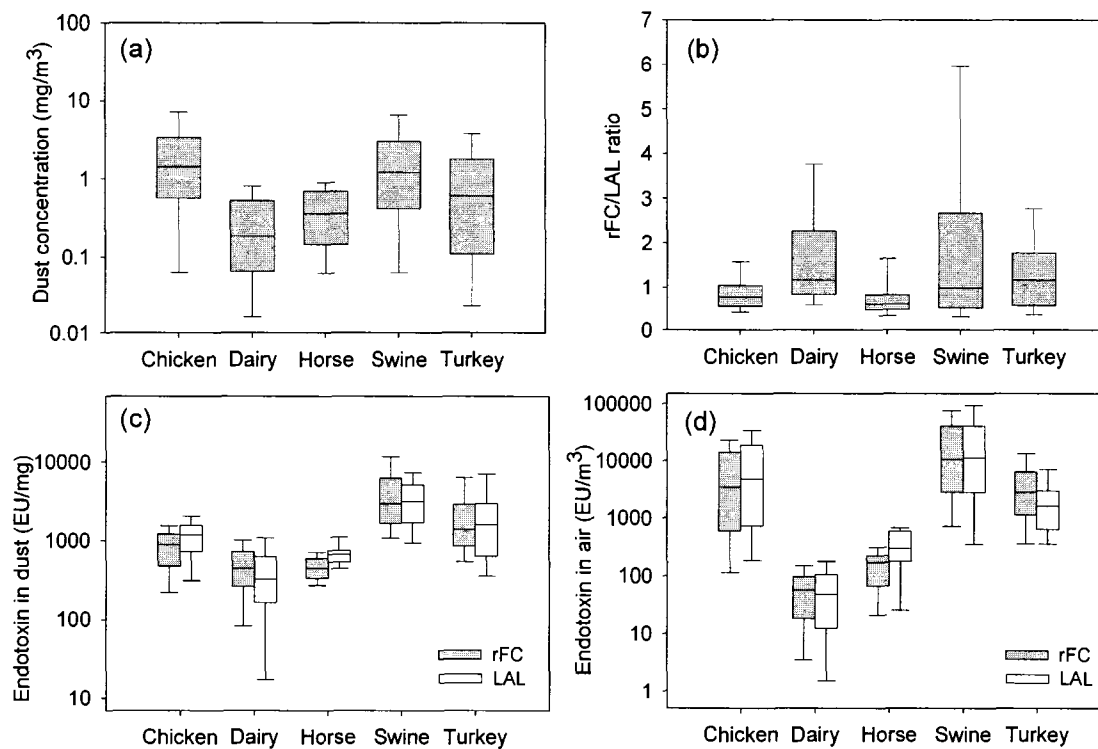 (a)
Dust concentration (mg/m³)
100
10
1
0.1
0.01
Chicken Dairy Horse Swine Turkey
(b)
rFC/LAL ratio
7
6
5
4
3
2
1
0
Chicken Dairy Horse Swine Turkey
(c)
Endotoxin in dust (EU/mg)
10000
1000
100
10
rFC
LAL
Chicken Dairy Horse Swine Turkey
(d)
Endotoxin in air (EU/m³)
100000
10000
1000
100
10
1
rFC
LAL
Chicken Dairy Horse Swine Turkey